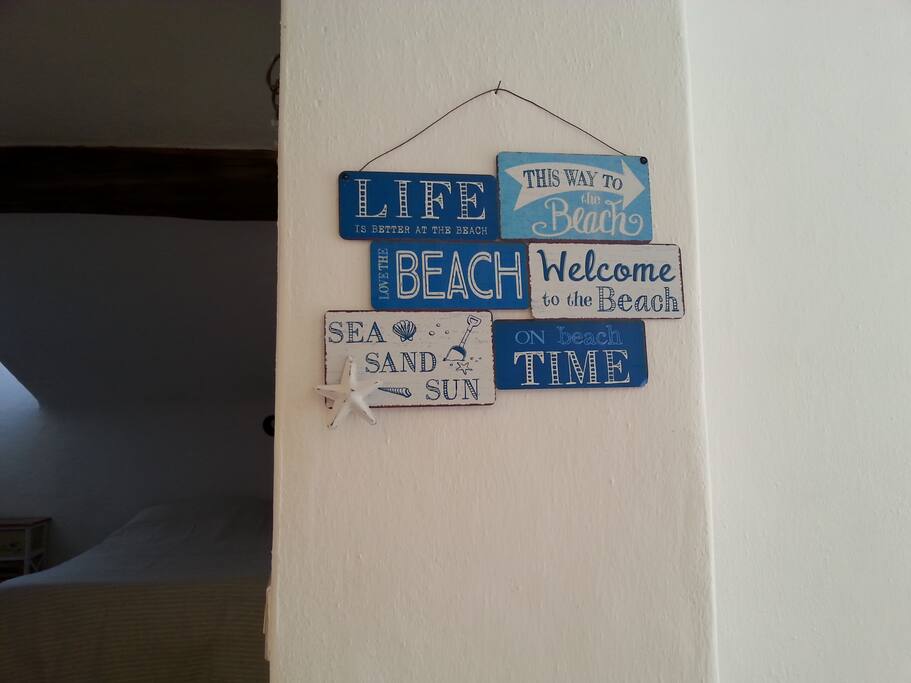 LIFE
IS BETTER AT THE BEACH
THIS WAY TO
the
Beach
LOVE THE
BEACH
Welcome
to the Beach
SEA
SAND
SUN
ON beach
TIME